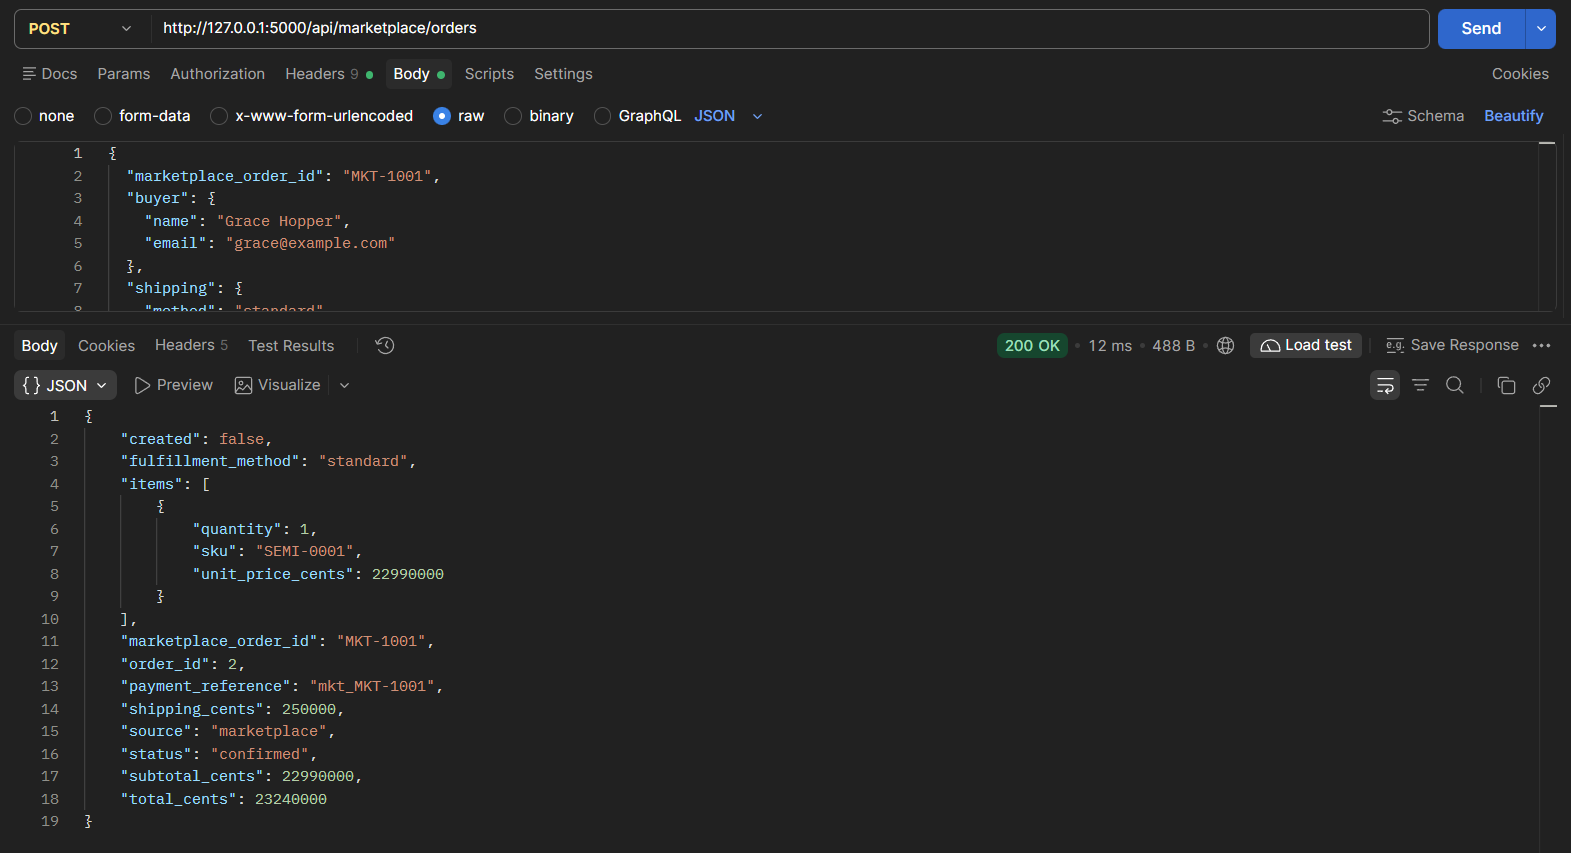 POST http://127.0.0.1:5000/api/marketplace/orders Send
Docs Params Authorization Headers 9 Body Scripts Settings Cookies
none form-data x-www-form-urlencoded raw binary GraphQL JSON Schema Beautify
1 {
2 "marketplace_order_id": "MKT-1001",
3 "buyer": {
4 "name": "Grace Hopper",
5 "email": "grace@example.com"
6 },
7 "shipping": {
8 "method": "standard"
Body Cookies Headers 5 Test Results 200 OK • 12 ms • 488 B • Load test e.g. Save Response
{} JSON Preview Visualize
1 {
2 "created": false,
3 "fulfillment_method": "standard",
4 "items": [
5 {
6 "quantity": 1,
7 "sku": "SEMI-0001",
8 "unit_price_cents": 22990000
9 }
10 ],
11 "marketplace_order_id": "MKT-1001",
12 "order_id": 2,
13 "payment_reference": "mkt_MKT-1001",
14 "shipping_cents": 250000,
15 "source": "marketplace",
16 "status": "confirmed",
17 "subtotal_cents": 22990000,
18 "total_cents": 23240000
19 }